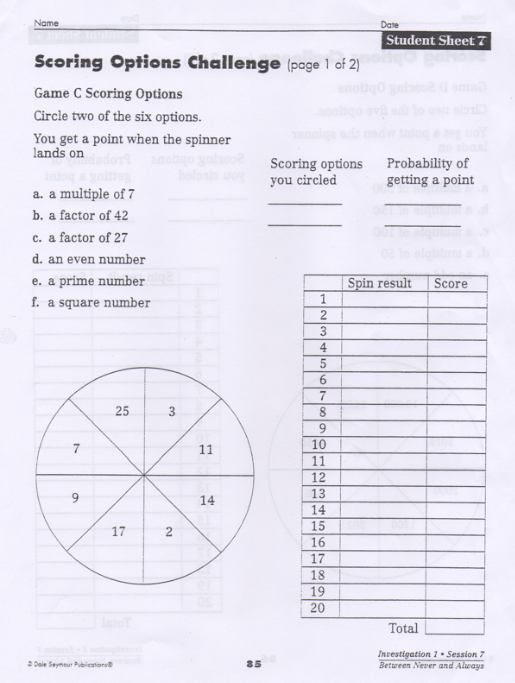 Name
Date
Student Sheet 7
Scoring Options Challenge (page 1 of 2)
Game C Scoring Options
Circle two of the six options.
You get a point when the spinner
lands on
a. a multiple of 7
b. a factor of 42
c. a factor of 27
d. an even number
e. a prime number
f. a square number
Scoring options
you circled
Probability of
getting a point
Spin result Score
1
2
3
4
5
6
7
8
9
10
11
12
13
14
15
16
17
18
19
20
Total
25 3
7 11
9 14
17 2
© Dale Seymour Publications®
85
Investigation 1 • Session 7
Between Never and Always